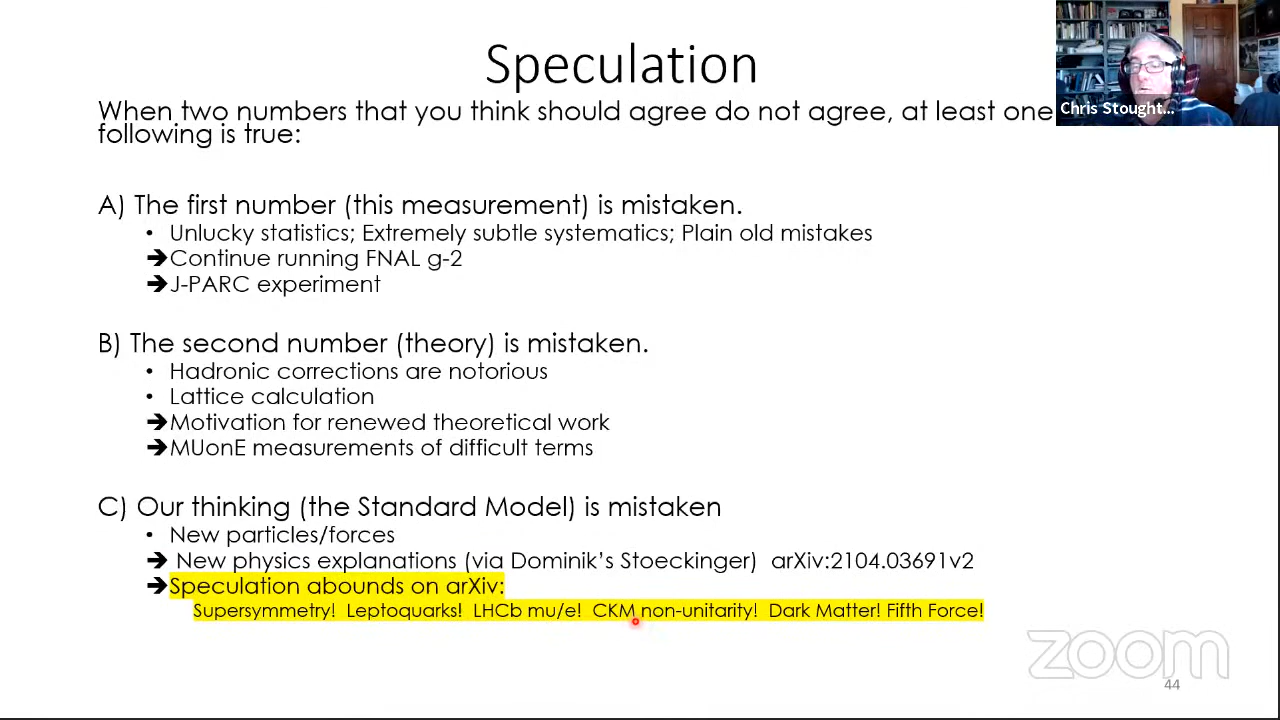 Speculation
When two numbers that you think should agree do not agree, at least one
following is true:
Chris Stought...
A) The first number (this measurement) is mistaken.
• Unlucky statistics; Extremely subtle systematics; Plain old mistakes
➔Continue running FNAL g-2
➔J-PARC experiment
B) The second number (theory) is mistaken.
• Hadronic corrections are notorious
• Lattice calculation
➔Motivation for renewed theoretical work
➔MUonE measurements of difficult terms
C) Our thinking (the Standard Model) is mistaken
• New particles/forces
➔ New physics explanations (via Dominik's Stoeckinger) arXiv:2104.03691v2
➔Speculation abounds on arXiv:
Supersymmetry! Leptoquarks! LHCb mu/e! CKM non-unitarity! Dark Matter! Fifth Force!
zoom
44